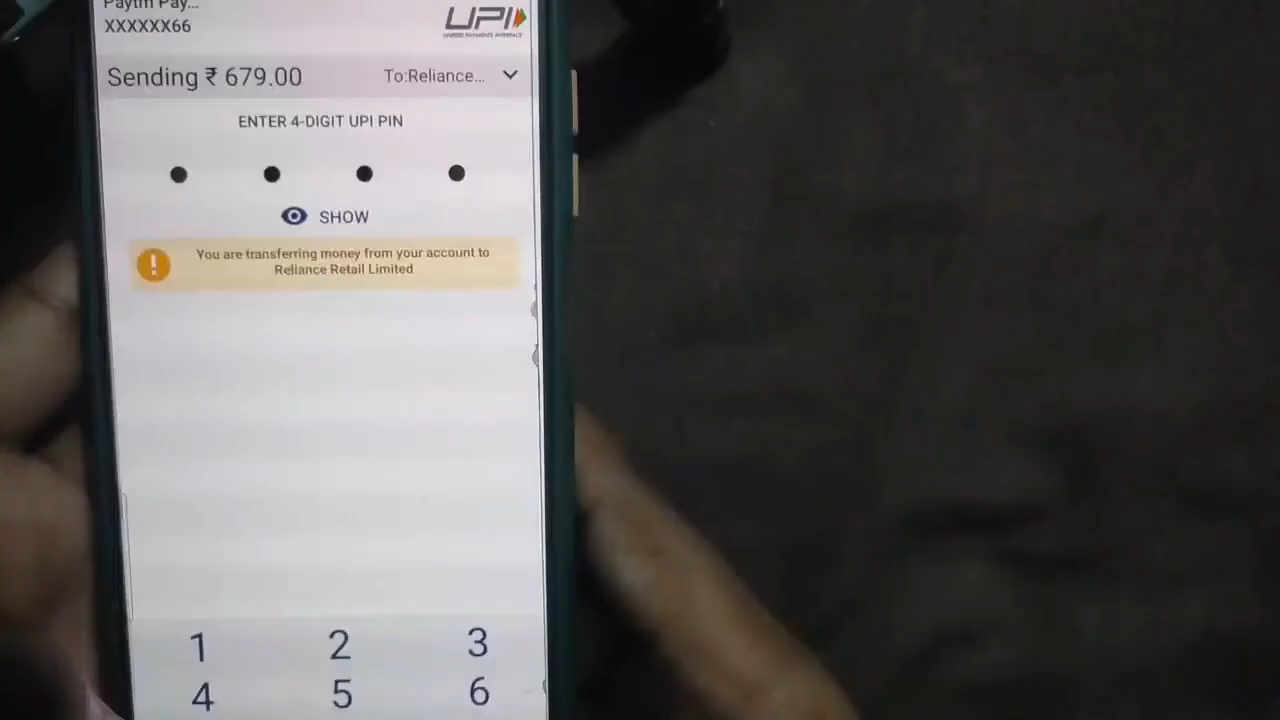 Paytm Pay...
XXXXXX66
UPI
UNIFIED PAYMENTS INTERFACE
Sending ₹ 679.00
To:Reliance...
ENTER 4-DIGIT UPI PIN
SHOW
You are transferring money from your account to
Reliance Retail Limited
1 2 3
4 5 6